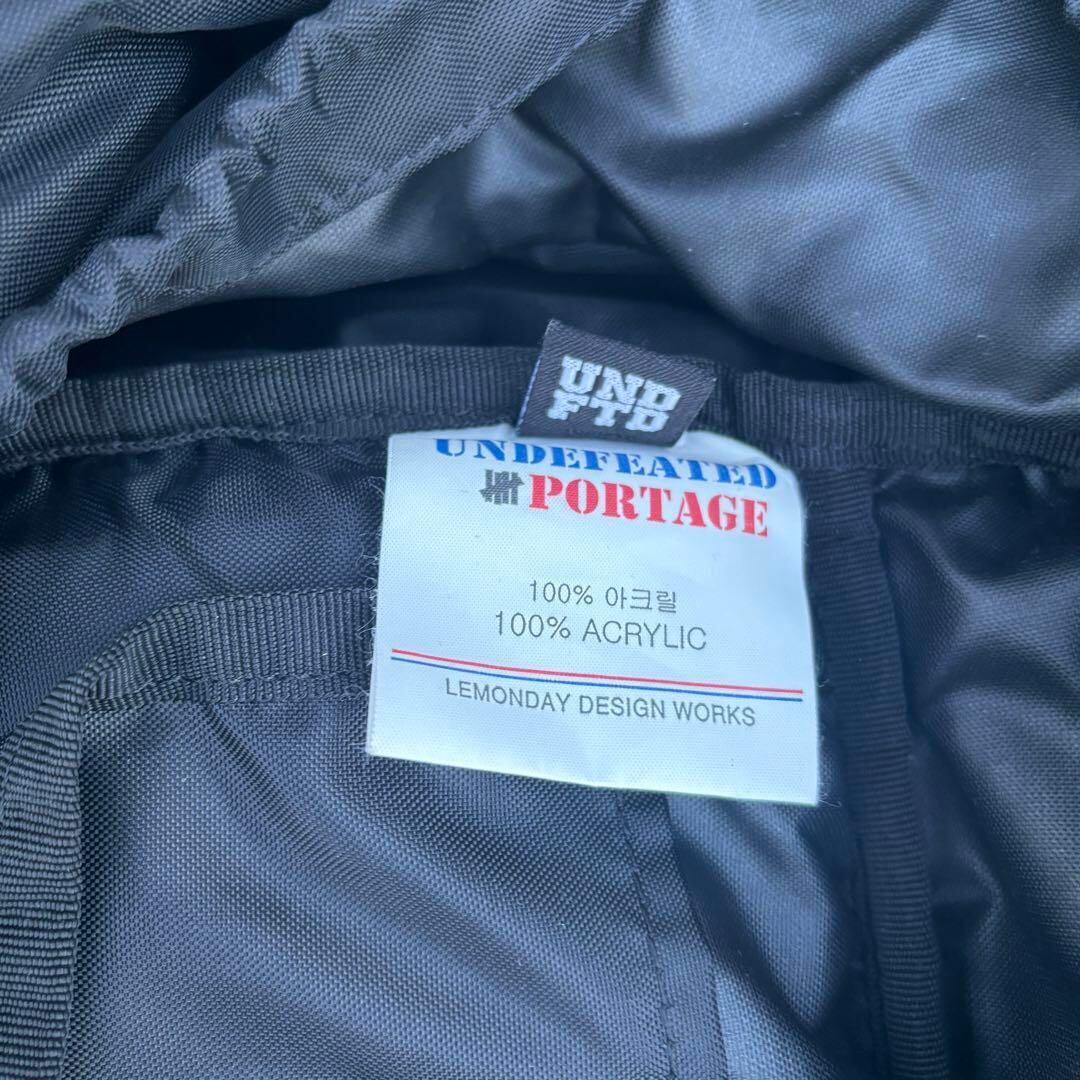 UND
FTD
UNDEFEATED
PORTAGE
100% 아크릴
100% ACRYLIC
LEMONDAY DESIGN WORKS